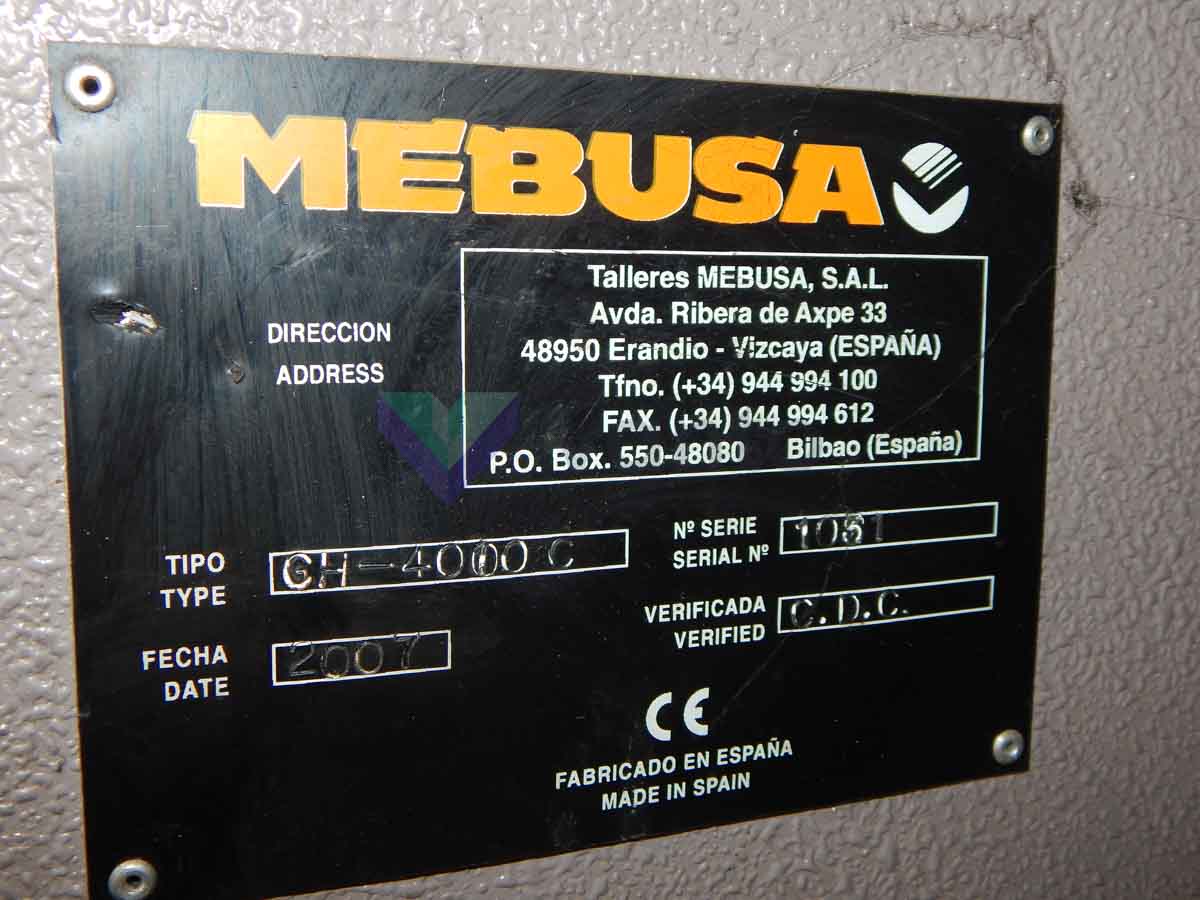 MEBUSA
DIRECCION
ADDRESS
Talleres MEBUSA, S.A.L.
Avda. Ribera de Axpe 33
48950 Erandio - Vizcaya (ESPAÑA)
Tfno. (+34) 944 994 100
FAX. (+34) 944 994 612
P.O. Box. 550-48080 Bilbao (España)
TIPO
TYPE
GH-4000 C
Nº SERIE
SERIAL Nº
FECHA
DATE
2007
VERIFICADA
VERIFIED
C.D.C.
CE
FABRICADO EN ESPAÑA
MADE IN SPAIN